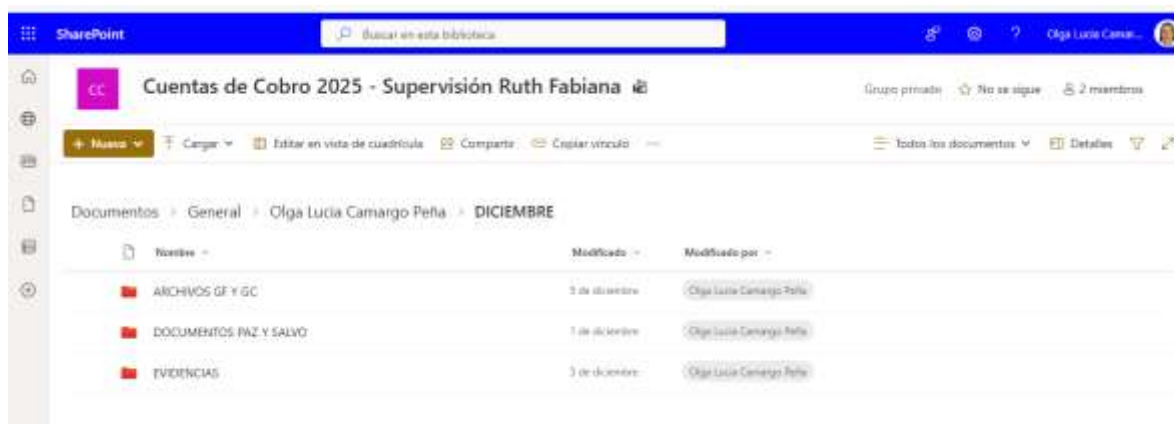 SharePoint
Buscar en esta biblioteca
?
Olga Lucia Camar...
CC
Cuentas de Cobro 2025 - Supervisión Ruth Fabiana
Grupo privado
No se sigue
2 miembros
+ Nuevo
Cargar
Editar en vista de cuadrícula
Compartir
Copiar vínculo
...
Todos los documentos
Detalles
Documentos > General > Olga Lucia Camargo Peña > DICIEMBRE
Nombre
Modificado
Modificado por
ARCHIVOS GF Y GC
de diciembre
Olga Lucia Camargo Peña
DOCUMENTOS PAZ Y SALVO
de diciembre
Olga Lucia Camargo Peña
EVIDENCIAS
3 de diciembre
Olga Lucia Camargo Peña